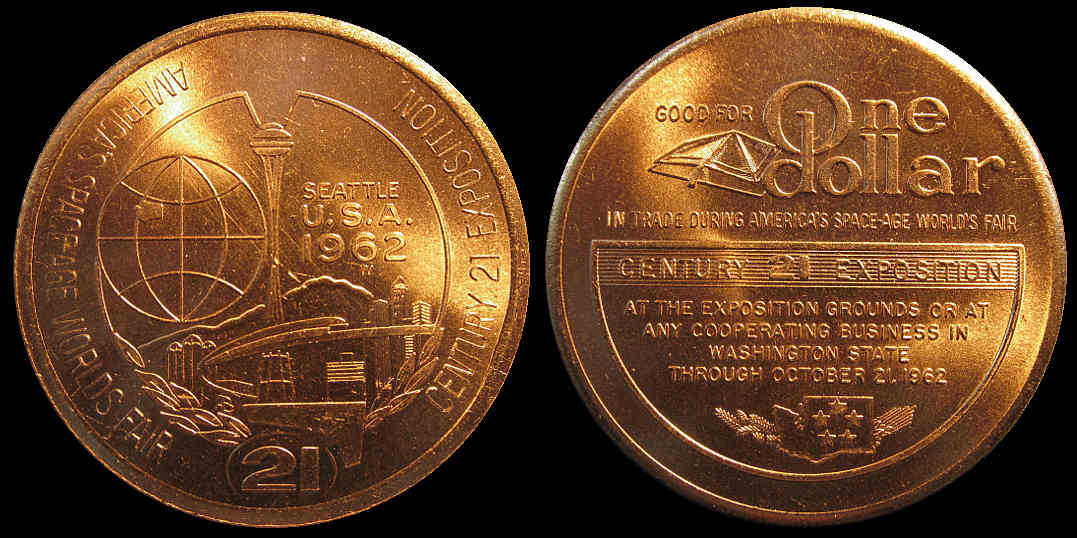 AMERICA'S SPACE-AGE WORLDS FAIR
CENTURY 21 EXPOSITION
SEATTLE
U.S.A.
1962
(21)
GOOD FOR One
dollar
IN TRADE DURING AMERICA'S SPACE-AGE WORLD'S FAIR
CENTURY 21 EXPOSITION
AT THE EXPOSITION GROUNDS OR AT
ANY COOPERATING BUSINESS IN
WASHINGTON STATE
THROUGH OCTOBER 21, 1962